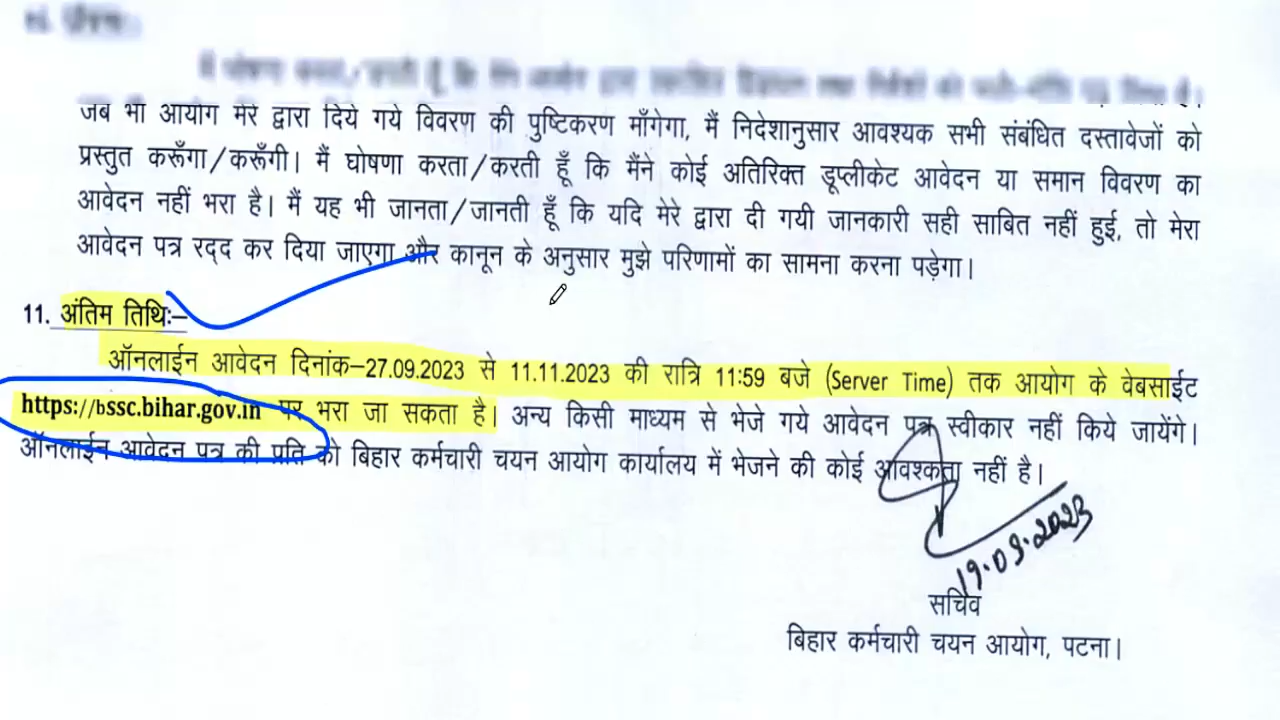 जब भी आयोग मेरे द्वारा दिये गये विवरण की पुष्टिकरण माँगेगा, मैं निदेशानुसार आवश्यक सभी संबंधित दस्तावेजों को
प्रस्तुत करूँगा/करूँगी। मैं घोषणा करता/करती हूँ कि मैंने कोई अतिरिक्त डूप्लीकेट आवेदन या समान विवरण का
आवेदन नहीं भरा है। मैं यह भी जानता/जानती हूँ कि यदि मेरे द्वारा दी गयी जानकारी सही साबित नहीं हुई, तो मेरा
आवेदन पत्र रद्द कर दिया जाएगा और कानून के अनुसार मुझे परिणामों का सामना करना पड़ेगा।
11. अंतिम तिथिः–
ऑनलाईन आवेदन दिनांक–27.09.2023 से 11.11.2023 की रात्रि 11:59 बजे (Server Time) तक आयोग के वेबसाईट
https://bssc.bihar.gov.in पर भरा जा सकता है। अन्य किसी माध्यम से भेजे गये आवेदन पत्र स्वीकार नहीं किये जायेंगे।
ऑनलाईन आवेदन पत्र की प्रति को बिहार कर्मचारी चयन आयोग कार्यालय में भेजने की कोई आवश्कता नहीं है।
19.09.2023
सचिव
बिहार कर्मचारी चयन आयोग, पटना।